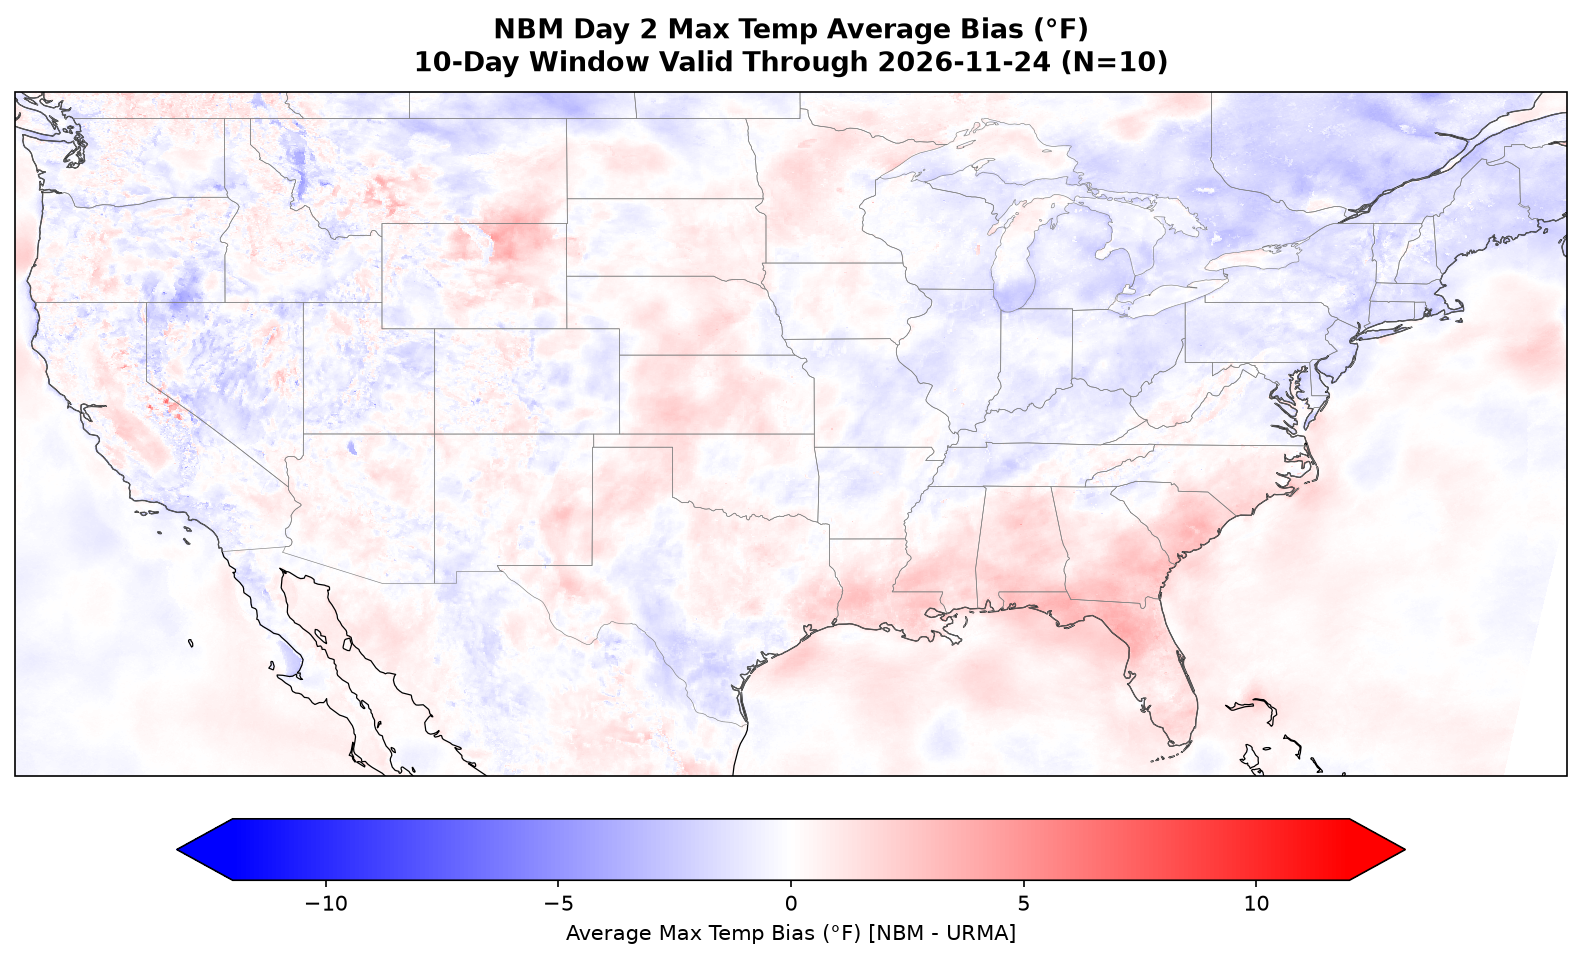 NBM Day 2 Max Temp Average Bias (°F)
10-Day Window Valid Through 2026-11-24 (N=10)
−10 −5 0 5 10
Average Max Temp Bias (°F) [NBM - URMA]